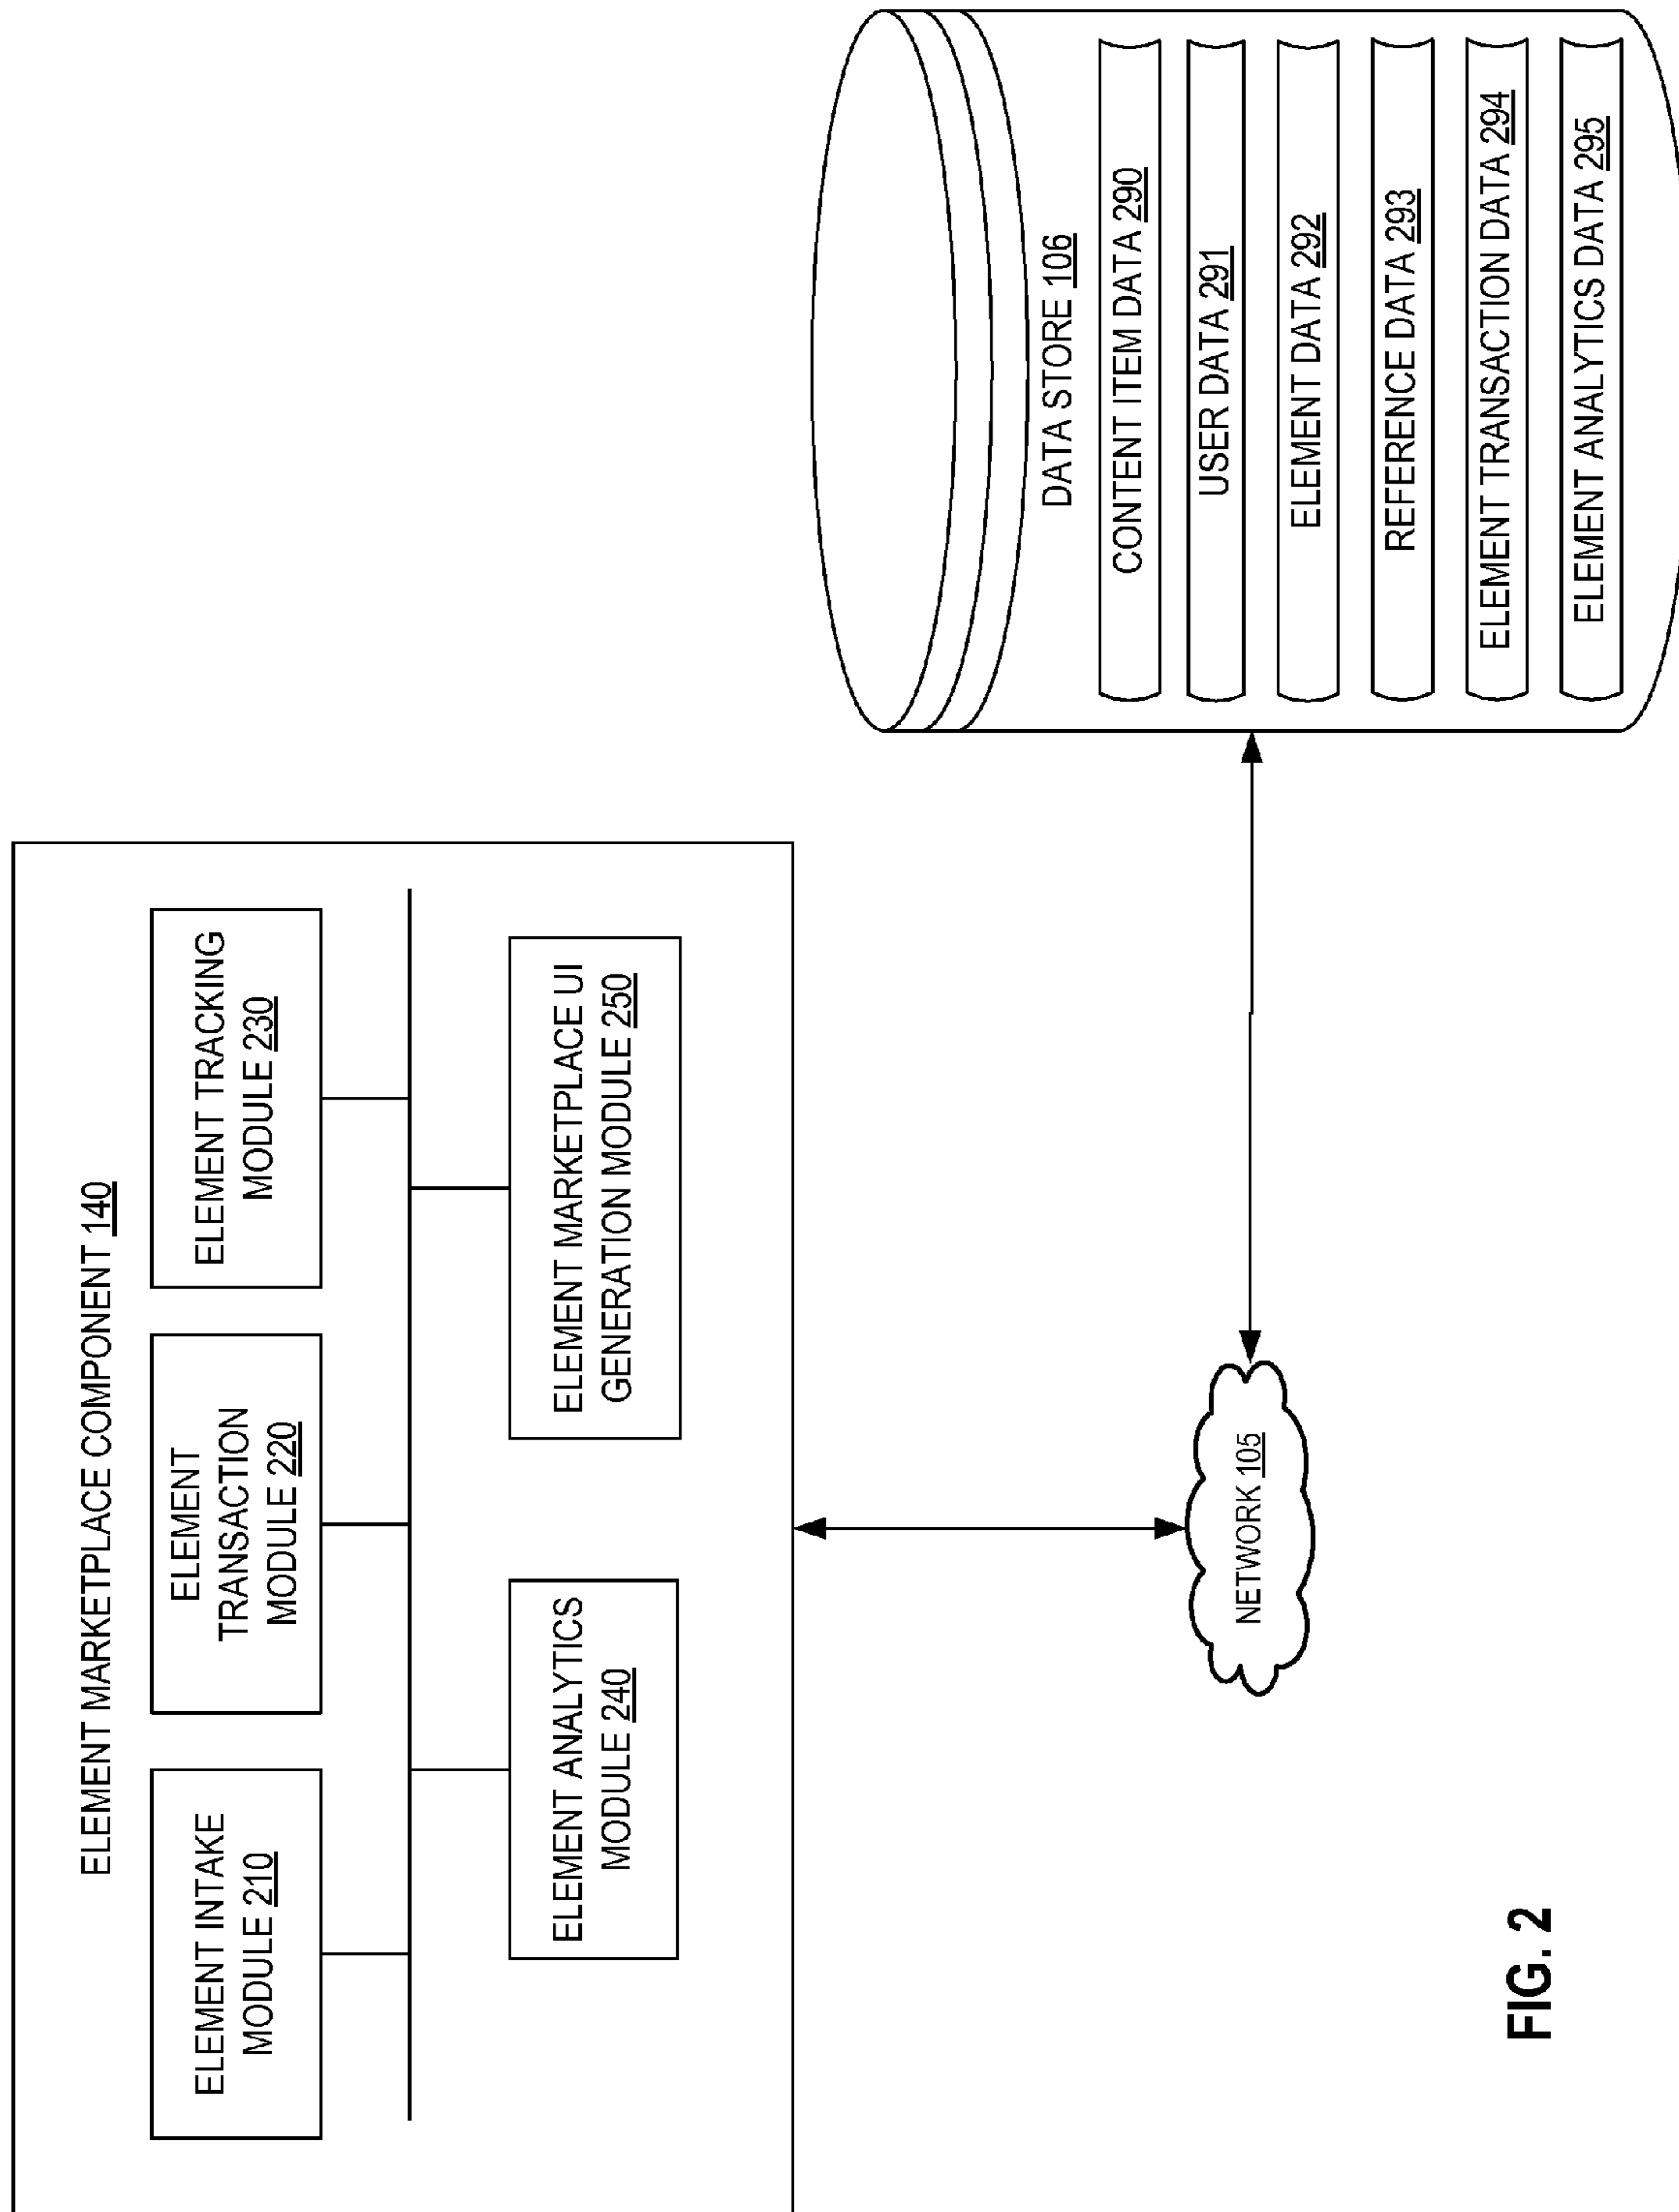 ELEMENT MARKETPLACE COMPONENT 140
ELEMENT INTAKE
MODULE 210
ELEMENT
TRANSACTION
MODULE 220
ELEMENT TRACKING
MODULE 230
ELEMENT ANALYTICS
MODULE 240
ELEMENT MARKETPLACE UI
GENERATION MODULE 250
NETWORK 105
DATA STORE 106
CONTENT ITEM DATA 290
USER DATA 291
ELEMENT DATA 292
REFERENCE DATA 293
ELEMENT TRANSACTION DATA 294
ELEMENT ANALYTICS DATA 295
FIG. 2